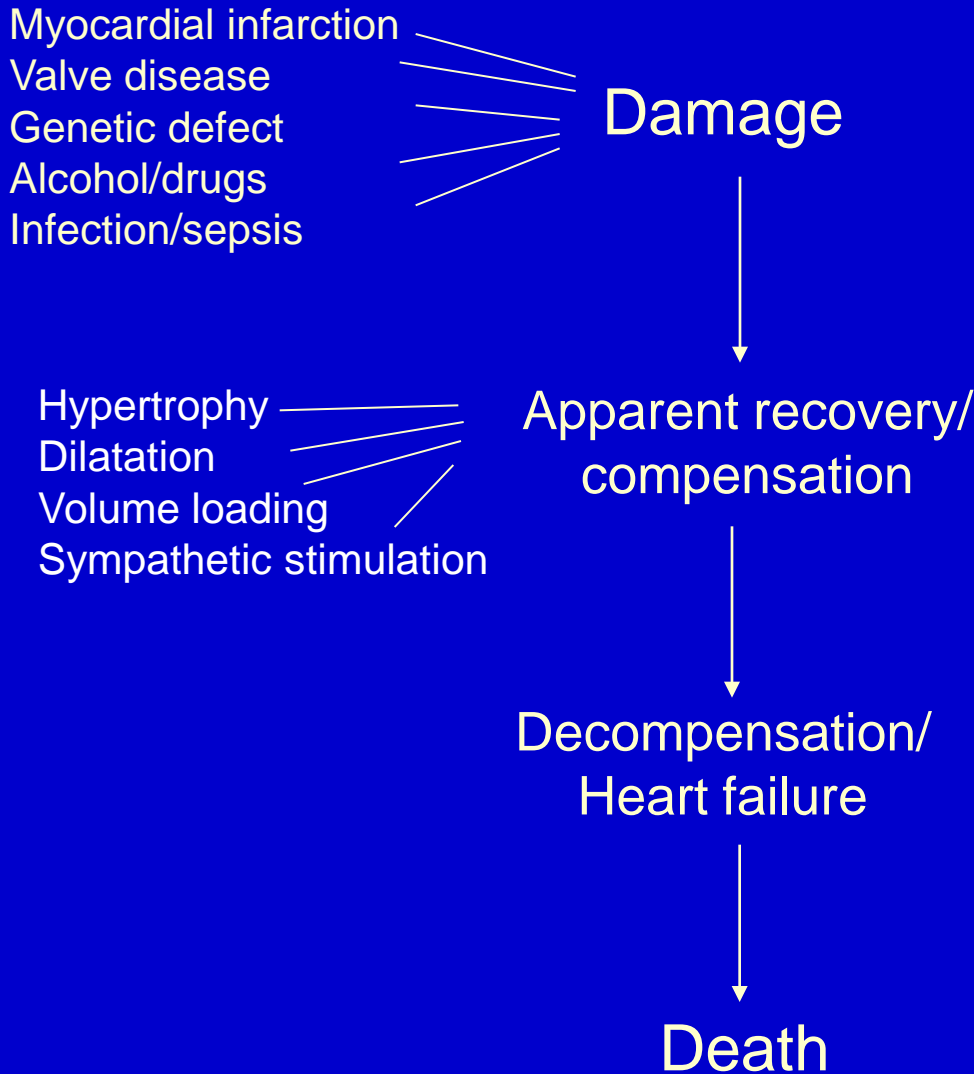 Myocardial infarction
Valve disease
Genetic defect
Alcohol/drugs
Infection/sepsis
Damage
Hypertrophy
Dilatation
Volume loading
Sympathetic stimulation
Apparent recovery/
compensation
Decompensation/
Heart failure
Death